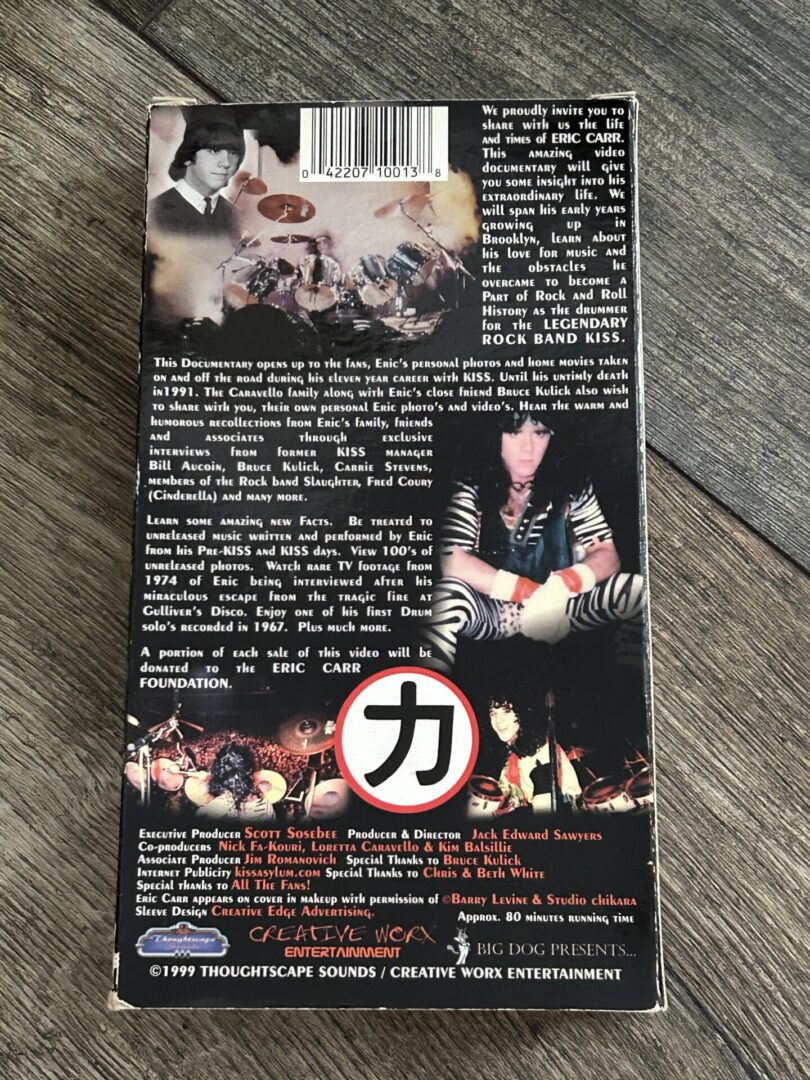 0 42207 10013 8
We proudly invite you to
share with us the life
and times of ERIC CARR.
This amazing video
documentary will give
you some insight into his
extraordinary life. We
will span his early years
growing up in
Brooklyn, learn about
his love for music and
the obstacles he
overcame to become a
Part of Rock and Roll
History as the drummer
for the LEGENDARY
ROCK BAND KISS.
This Documentary opens up to the fans, Eric's personal photos and home movies taken
on and off the road during his eleven year career with KISS. Until his untimly death
in1991. The Caravello family along with Eric's close friend Bruce Kulick also wish
to share with you, their own personal Eric photo's and video's. Hear the warm and
humorous recollections from Eric's family, friends
and associates through exclusive
interviews from former KISS manager
Bill Aucoin, Bruce Kulick, Carrie Stevens,
members of the Rock band Slaughter, Fred Coury
(Cinderella) and many more.
Learn some amazing new Facts. Be treated to
unreleased music written and performed by Eric
from his Pre-KISS and KISS days. View 100's of
unreleased photos. Watch rare TV footage from
1974 of Eric being interviewed after his
miraculous escape from the tragic fire at
Gulliver's Disco. Enjoy one of his first Drum
solo's recorded in 1967. Plus much more.
A portion of each sale of this video will be
donated to the ERIC CARR
FOUNDATION.
力
Executive Producer Scott Sosebee Producer & Director Jack Edward Sawyers
Co-producers Nick Fa-Kouri, Loretta Caravello & Kim Balsillie
Associate Producer Jim Romanovich Special Thanks to Bruce Kulick
Internet Publicity kissasylum.com Special Thanks to Chris & Beth White
Special thanks to All The Fans!
Eric Carr appears on cover in makeup with permission of ©Barry Levine & Studio chikara
Sleeve Design Creative Edge Advertising.
Approx. 80 minutes running time
Thoughtscape
Sounds
CREATIVE WORX
ENTERTAINMENT
BIG DOG PRESENTS...
©1999 THOUGHTSCAPE SOUNDS / CREATIVE WORX ENTERTAINMENT